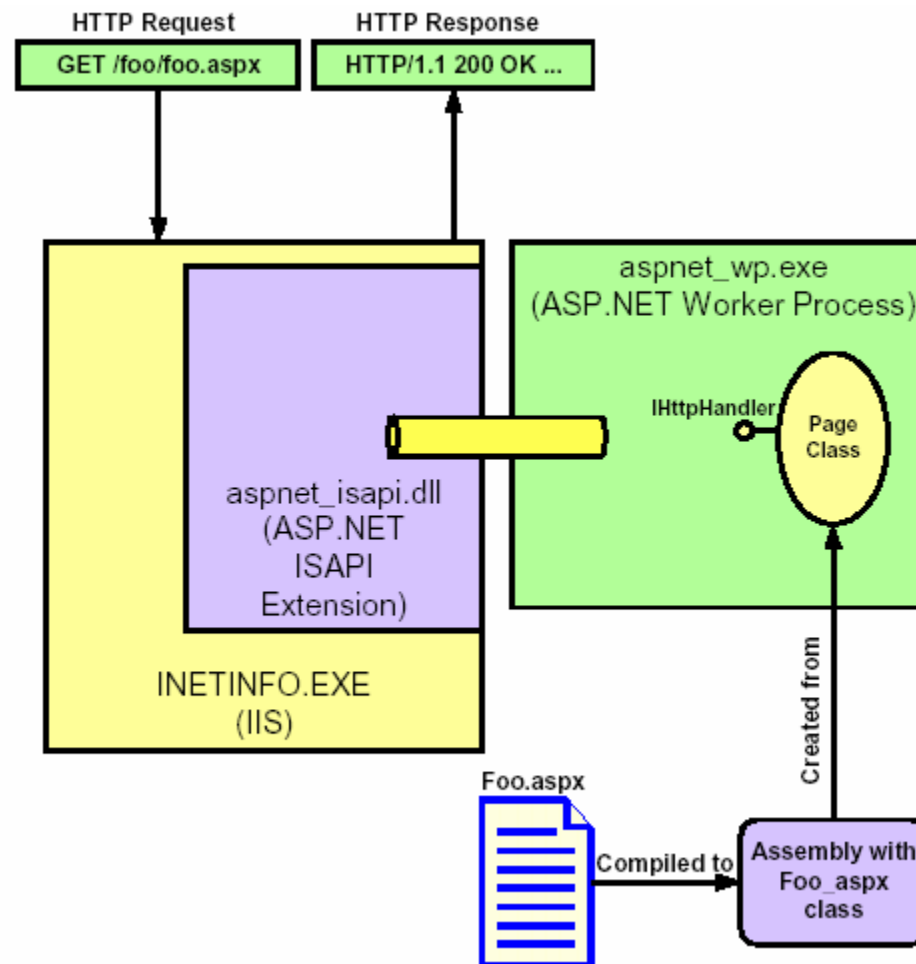 HTTP Request
HTTP Response
GET /foo/foo.aspx
HTTP/1.1 200 OK ...
aspnet_wp.exe
(ASP.NET Worker Process)
IHttpHandler
Page
Class
aspnet_isapi.dll
(ASP.NET
ISAPI
Extension)
INETINFO.EXE
(IIS)
Created from
Foo.aspx
Compiled to
Assembly with
Foo_aspx
class